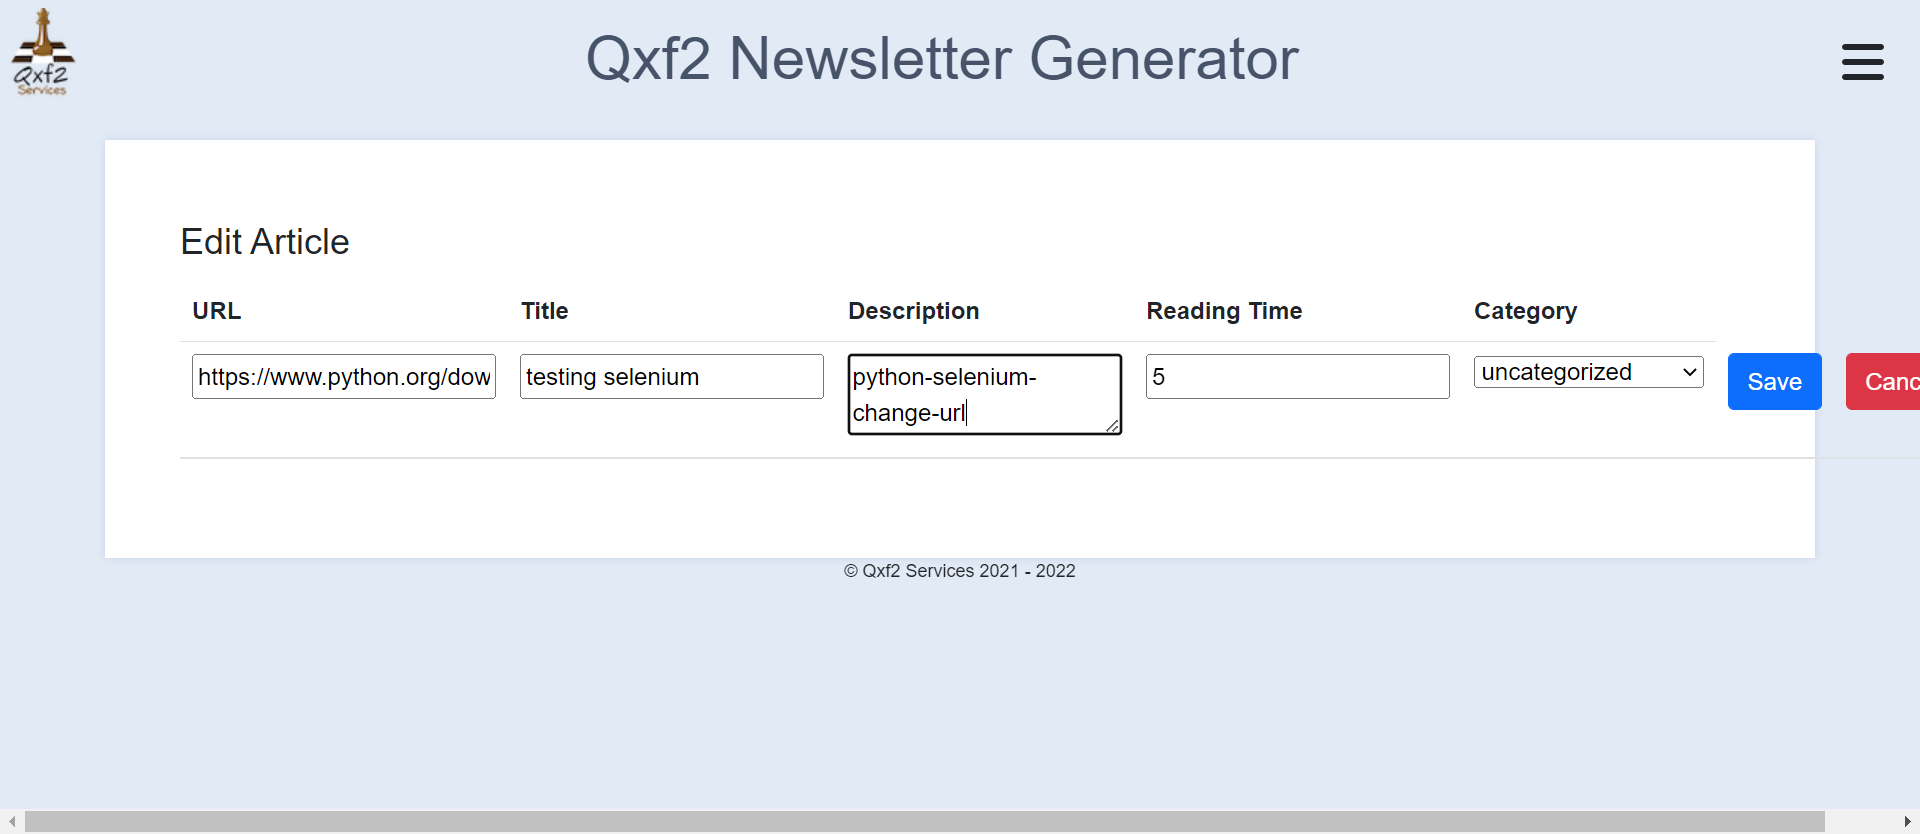 Qxf2
Services
Qxf2 Newsletter Generator
Edit Article
URL Title Description Reading Time Category
https://www.python.org/dow testing selenium python-selenium-
change-url 5 uncategorized Save Canc
© Qxf2 Services 2021 - 2022